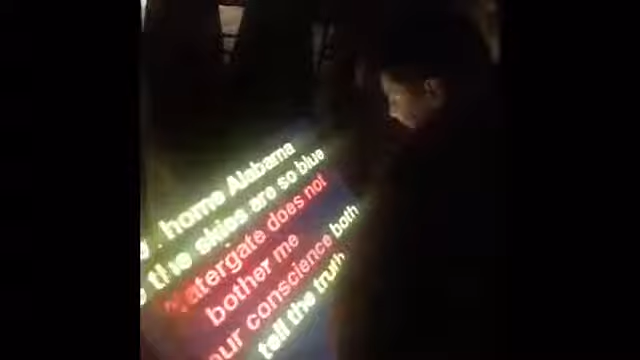 home Alabama
the skies are so blue
Watergate does not
bother me
our conscience both
tell the truth